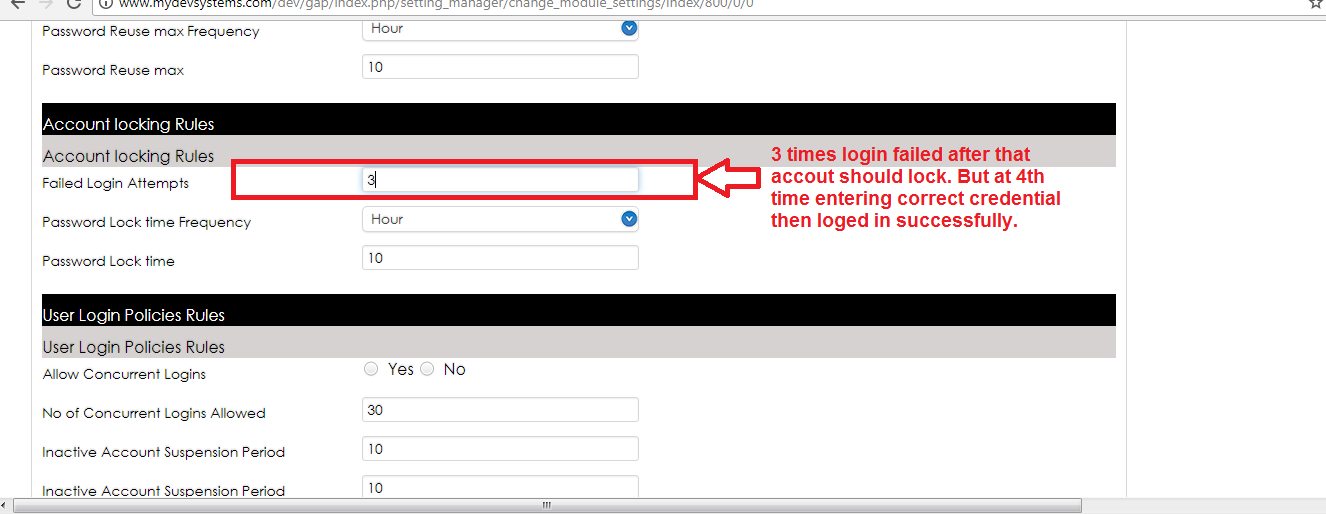 www.mydevsystems.com/dev/gap/index.php/setting_manager/change_module_settings/index/800/0/0
Password Reuse max Frequency
Hour
Password Reuse max
10
Account locking Rules
Account locking Rules
Failed Login Attempts
3
3 times login failed after that
accout should lock. But at 4th
time entering correct credential
then loged in successfully.
Password Lock time Frequency
Hour
Password Lock time
10
User Login Policies Rules
User Login Policies Rules
Allow Concurrent Logins
Yes No
No of Concurrent Logins Allowed
30
Inactive Account Suspension Period
10
Inactive Account Suspension Period
10